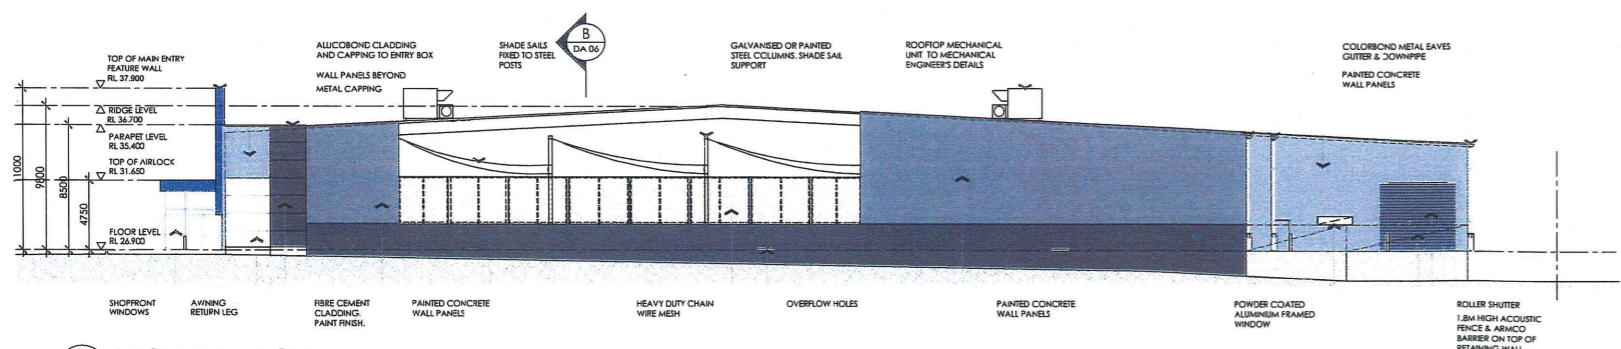 TOP OF MAIN ENTRY
FEATURE WALL
RL 37.900
RIDGE LEVEL
RL 36.700
PARAPET LEVEL
RL 35.400
TOP OF AIRLOCK
RL 31.650
FLOOR LEVEL
RL 26.900
11000
9800
8500
4750
ALUCOBOND CLADDING
AND CAPPING TO ENTRY BOX
WALL PANELS BEYOND
METAL CAPPING
SHADE SAILS
FIXED TO STEEL
POSTS
B
DA 06
GALVANISED OR PAINTED
STEEL COLUMNS. SHADE SAIL
SUPPORT
ROOFTOP MECHANICAL
UNIT TO MECHANICAL
ENGINEER'S DETAILS
COLORBOND METAL EAVES
GUTTER & DOWNPIPE
PAINTED CONCRETE
WALL PANELS
SHOPFRONT
WINDOWS
AWNING
RETURN LEG
FIBRE CEMENT
CLADDING.
PAINT FINISH.
PAINTED CONCRETE
WALL PANELS
HEAVY DUTY CHAIN
WIRE MESH
OVERFLOW HOLES
PAINTED CONCRETE
WALL PANELS
POWDER COATED
ALUMINIUM FRAMED
WINDOW
ROLLER SHUTTER
1.8M HIGH ACOUSTIC
FENCE & ARMCO
BARRIER ON TOP OF
RETAINING WALL